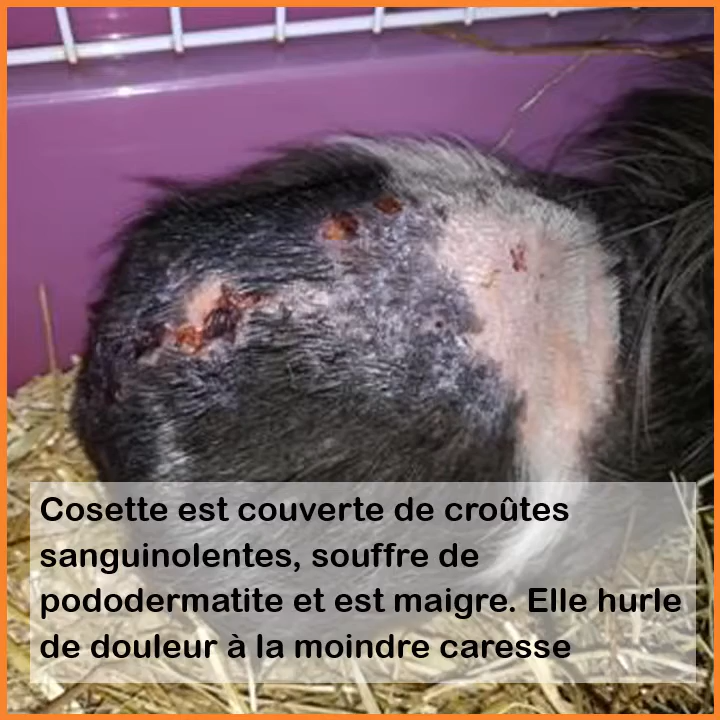 Cosette est couverte de croûtes
sanguinolentes, souffre de
pododermatite et est maigre. Elle hurle
de douleur à la moindre caresse